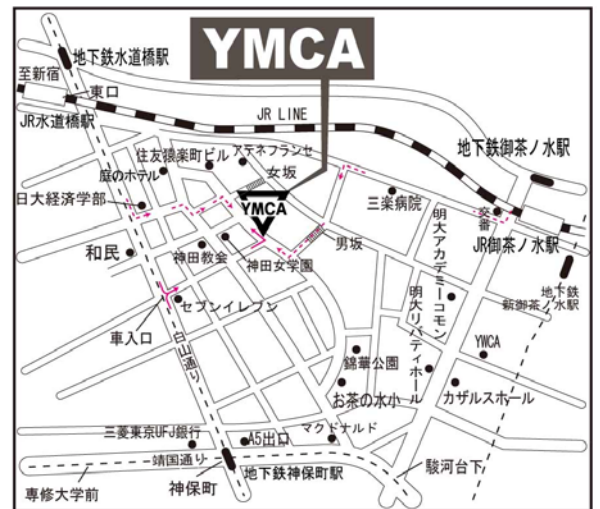 YMCA
地下鉄水道橋駅
至新宿
東口
JR水道橋駅
JR LINE
地下鉄御茶ノ水駅
住友猿楽町ビル
アテネフランセ
庭のホテル
女坂
日大経済学部
YMCA
三楽病院
交番
JR御茶ノ水駅
明大アカデミーコモン
男坂
和民
神田教会
神田女学園
地下鉄
新御茶ノ水駅
セブンイレブン
明大リバティホール
車入口
白山通り
YWCA
錦華公園
お茶の水小
カザルスホール
三菱東京UFJ銀行
A5出口
マクドナルド
靖国通り
地下鉄神保町駅
駿河台下
専修大学前
神保町